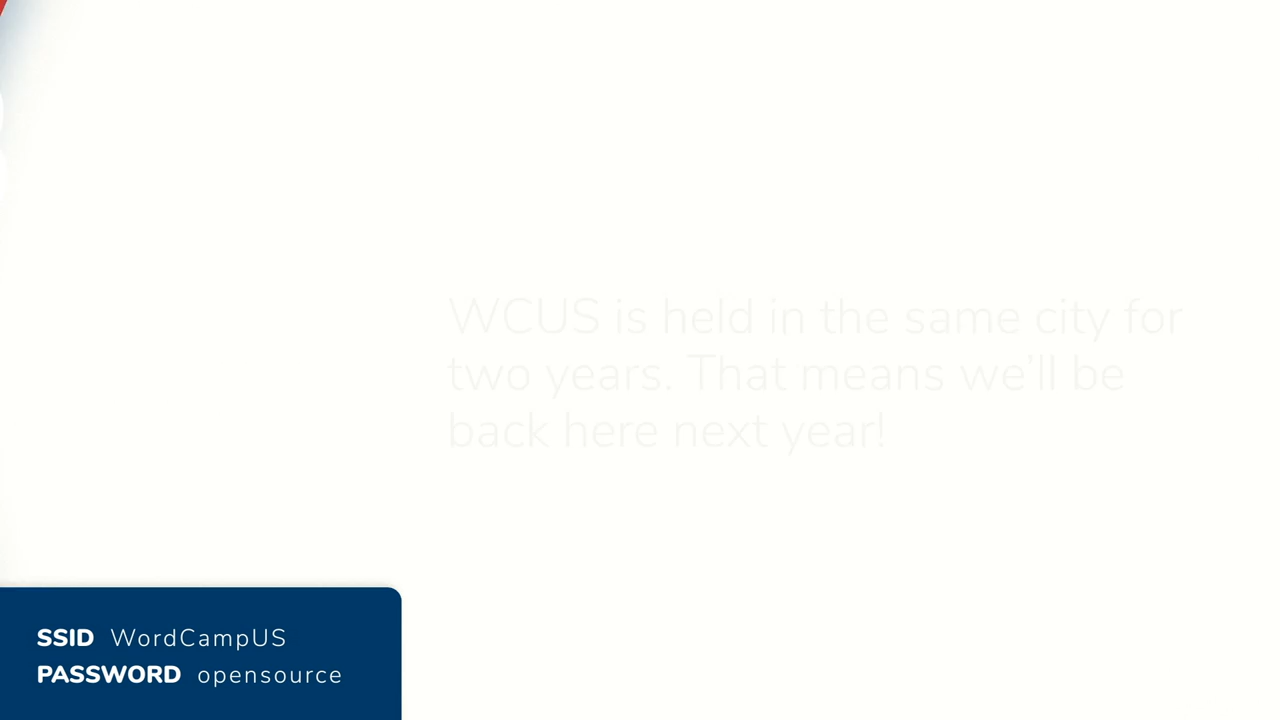 WCUS is held in the same city for
two years. That means we'll be
back here next year!
SSID WordCampUS
PASSWORD opensource